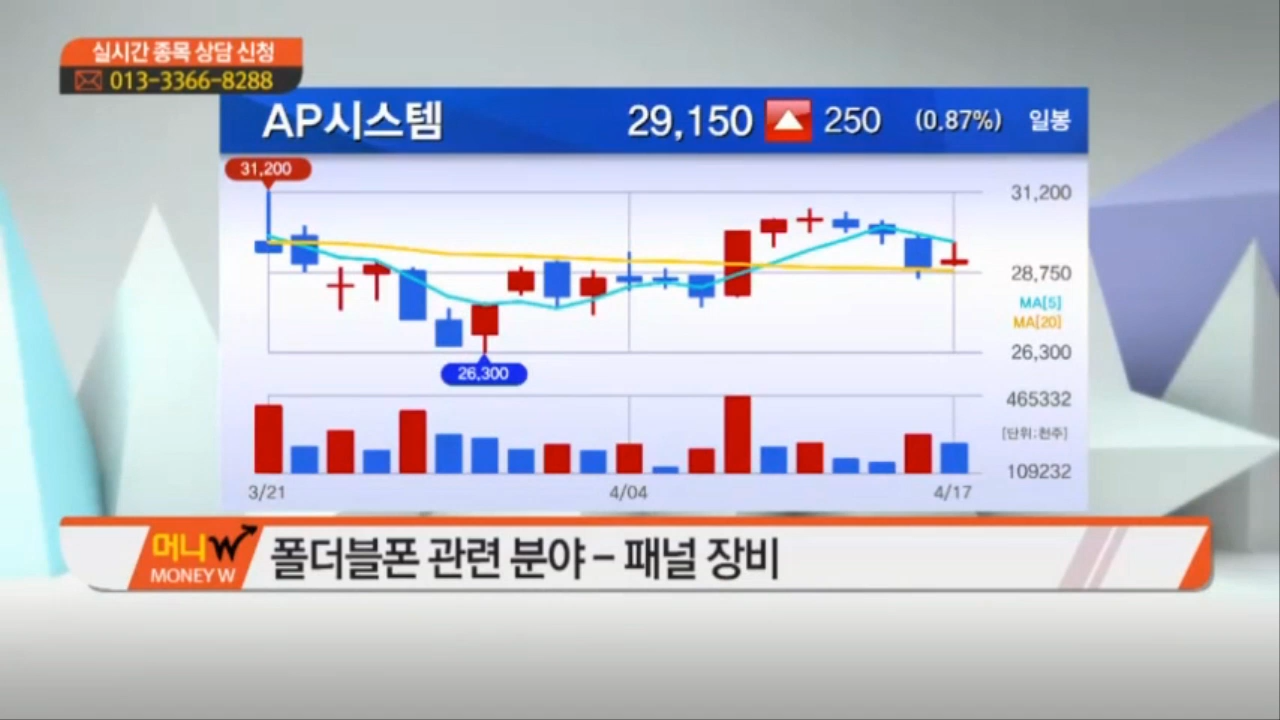 실시간 종목 상담 신청
013-3366-8288
AP시스템 29,150 250 (0.87%) 일봉
31,200
31,200
28,750
MA[5]
MA[20]
26,300
26,300
465332
[단위:천주]
109232
3/21 4/04 4/17
머니W
MONEY W
폴더블폰 관련 분야 – 패널 장비